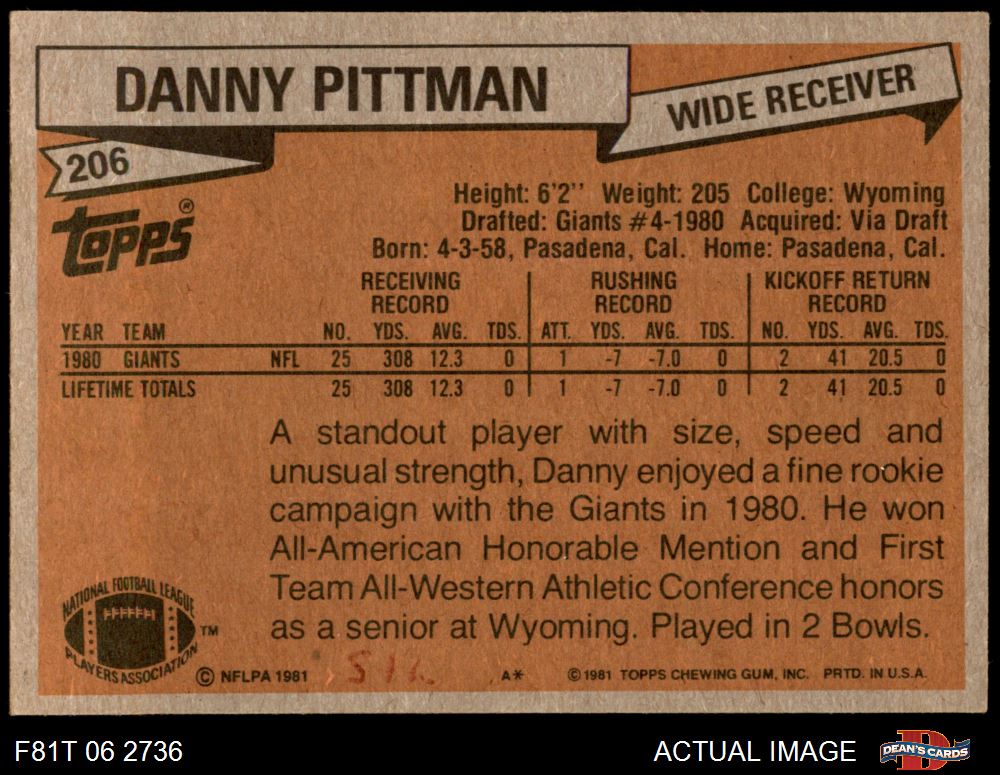 DANNY PITTMAN
WIDE RECEIVER
206
Topps®
Height: 6'2'' Weight: 205 College: Wyoming
Drafted: Giants #4-1980 Acquired: Via Draft
Born: 4-3-58, Pasadena, Cal. Home: Pasadena, Cal.
RECEIVING RECORD RUSHING RECORD KICKOFF RETURN RECORD
YEAR TEAM NO. YDS. AVG. TDS. ATT. YDS. AVG. TDS. NO. YDS. AVG. TDS.
1980 GIANTS NFL 25 308 12.3 0 1 -7 -7.0 0 2 41 20.5 0
LIFETIME TOTALS 25 308 12.3 0 1 -7 -7.0 0 2 41 20.5 0
A standout player with size, speed and
unusual strength, Danny enjoyed a fine rookie
campaign with the Giants in 1980. He won
All-American Honorable Mention and First
Team All-Western Athletic Conference honors
as a senior at Wyoming. Played in 2 Bowls.
NATIONAL FOOTBALL LEAGUE
PLAYERS ASSOCIATION
TM
© NFLPA 1981 A* © 1981 TOPPS CHEWING GUM, INC. PRTD. IN U.S.A.
F81T 06 2736 ACTUAL IMAGE DEAN'S CARDS